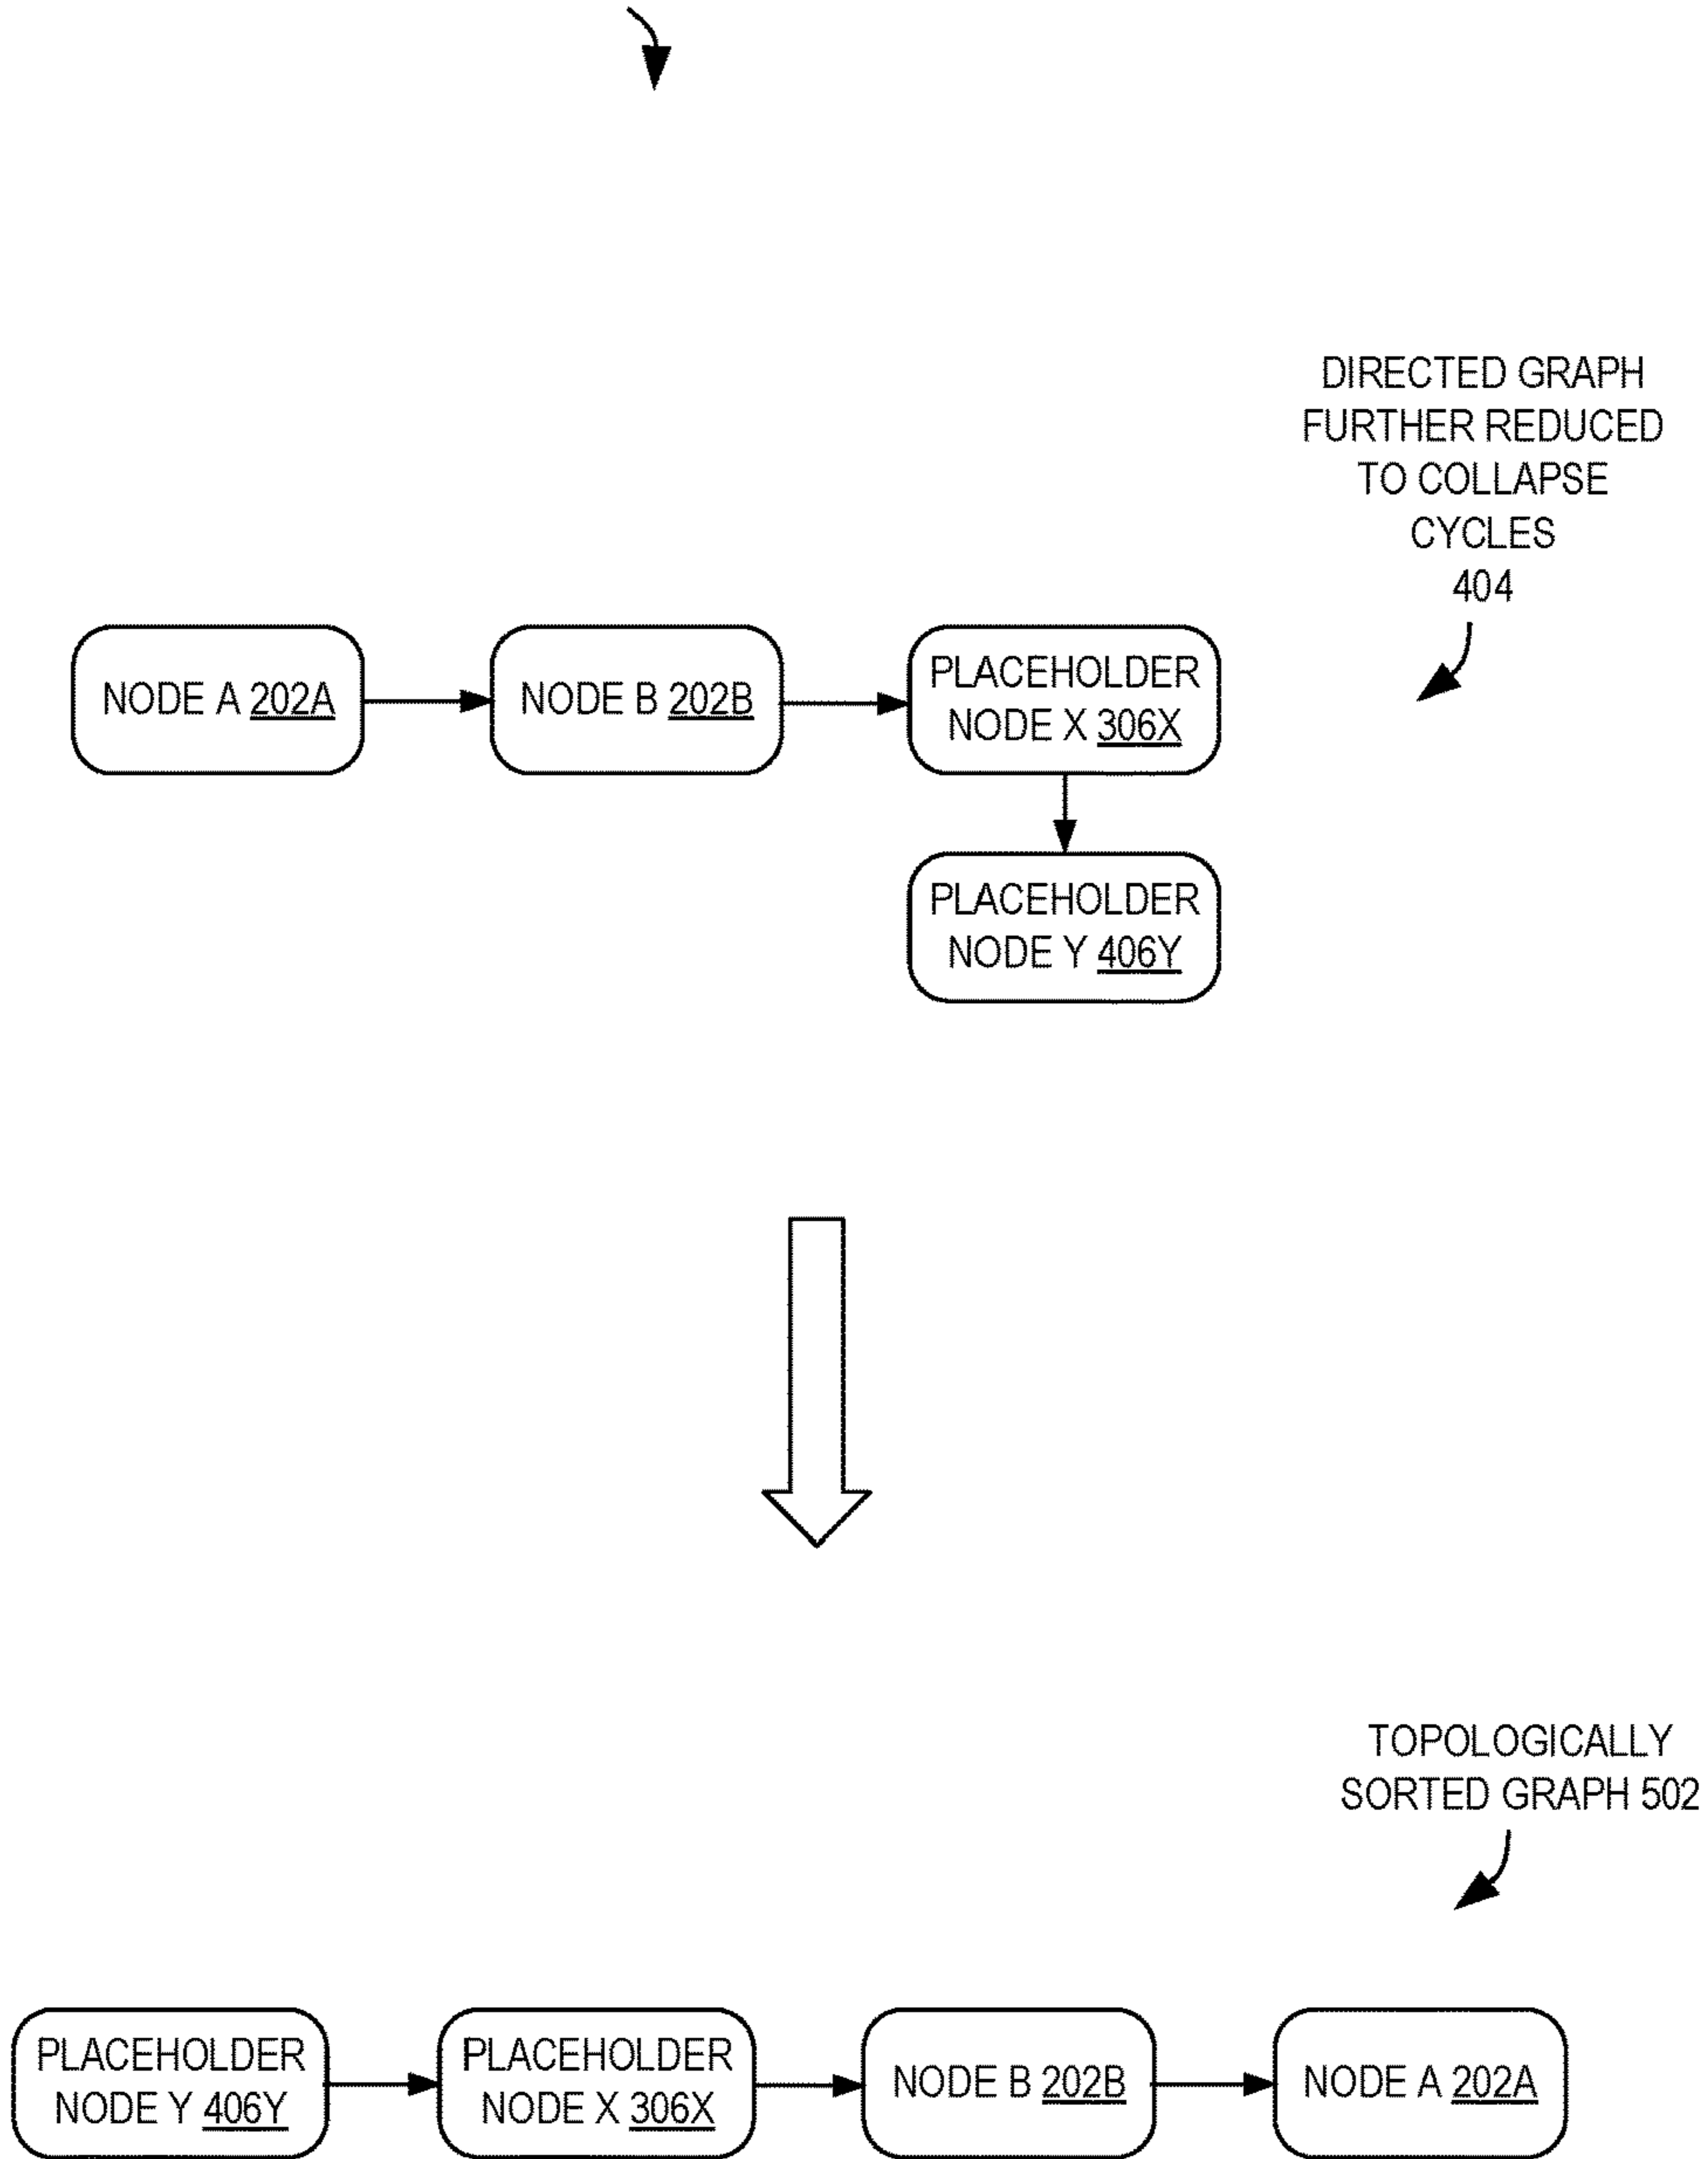 DIRECTED GRAPH
FURTHER REDUCED
TO COLLAPSE
CYCLES
404
NODE A 202A
NODE B 202B
PLACEHOLDER
NODE X 306X
PLACEHOLDER
NODE Y 406Y
TOPOLOGICALLY
SORTED GRAPH 502
PLACEHOLDER
NODE Y 406Y
PLACEHOLDER
NODE X 306X
NODE B 202B
NODE A 202A